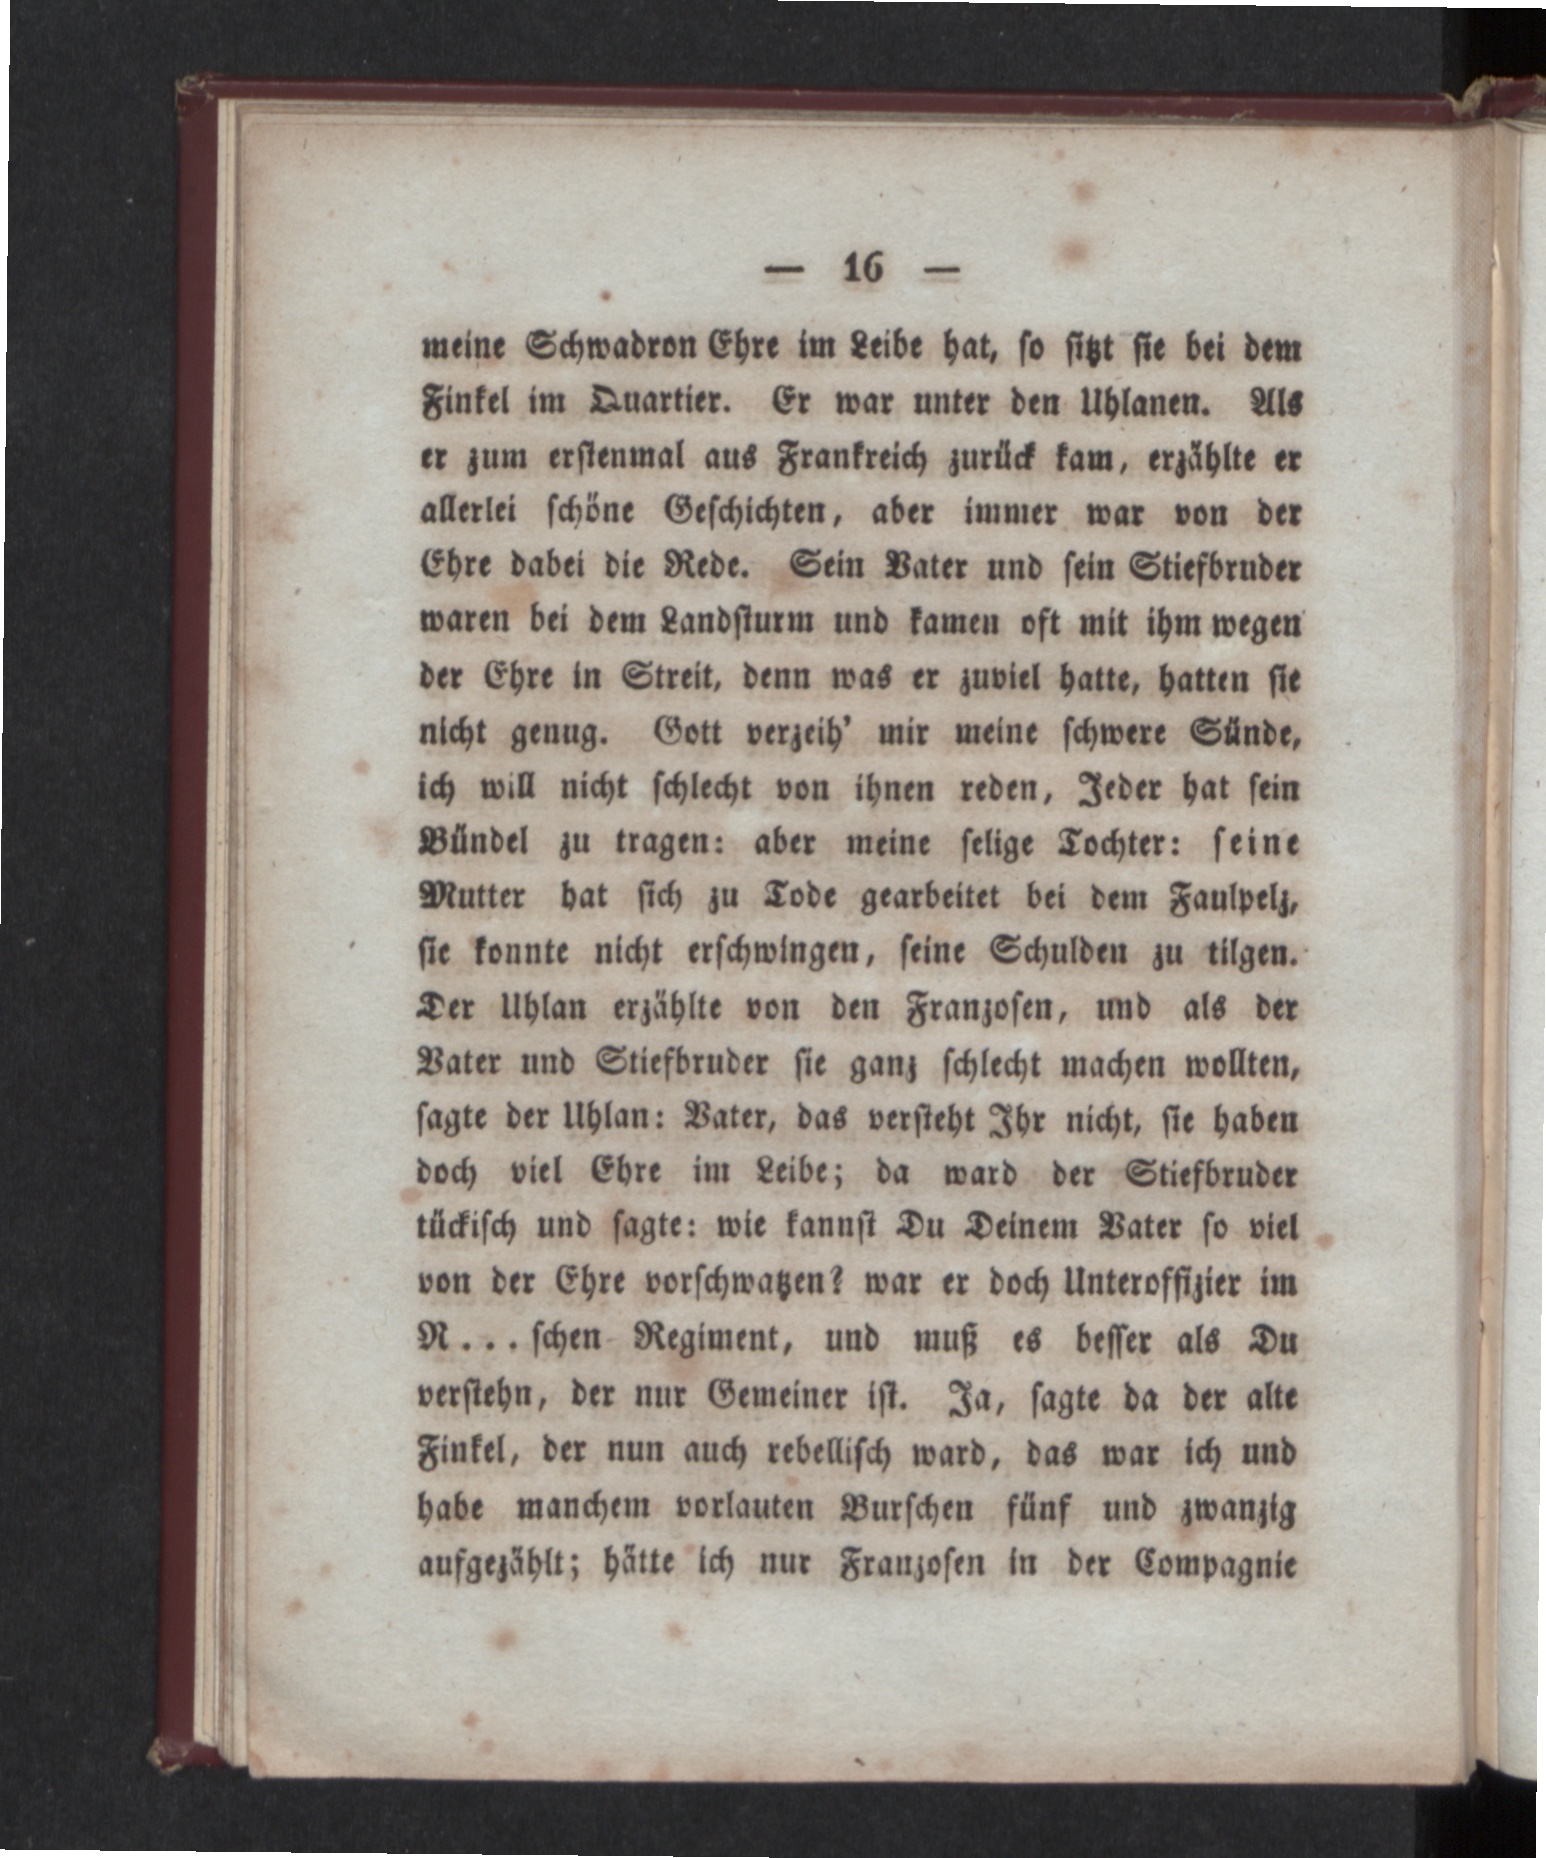 — 16 —
meine Schwadron Ehre im Leibe hat, so sitzt sie bei dem
Finkel im Quartier. Er war unter den Uhlanen. Als
er zum erstenmal aus Frankreich zurück kam, erzählte er
allerlei schöne Geschichten, aber immer war von der
Ehre dabei die Rede. Sein Vater und sein Stiefbruder
waren bei dem Landsturm und kamen oft mit ihm wegen
der Ehre in Streit, denn was er zuviel hatte, hatten sie
nicht genug. Gott verzeih' mir meine schwere Sünde,
ich will nicht schlecht von ihnen reden, Jeder hat sein
Bündel zu tragen: aber meine selige Tochter: seine
Mutter hat sich zu Tode gearbeitet bei dem Faulpelz,
sie konnte nicht erschwingen, seine Schulden zu tilgen.
Der Uhlan erzählte von den Franzosen, und als der
Vater und Stiefbruder sie ganz schlecht machen wollten,
sagte der Uhlan: Vater, das versteht Ihr nicht, sie haben
doch viel Ehre im Leibe; da ward der Stiefbruder
tückisch und sagte: wie kannst Du Deinem Vater so viel
von der Ehre vorschwatzen? war er doch Unteroffizier im
N...schen Regiment, und muß es besser als Du
verstehn, der nur Gemeiner ist. Ja, sagte da der alte
Finkel, der nun auch rebellisch ward, das war ich und
habe manchem vorlauten Burschen fünf und zwanzig
aufgezählt; hätte ich nur Franzosen in der Compagnie